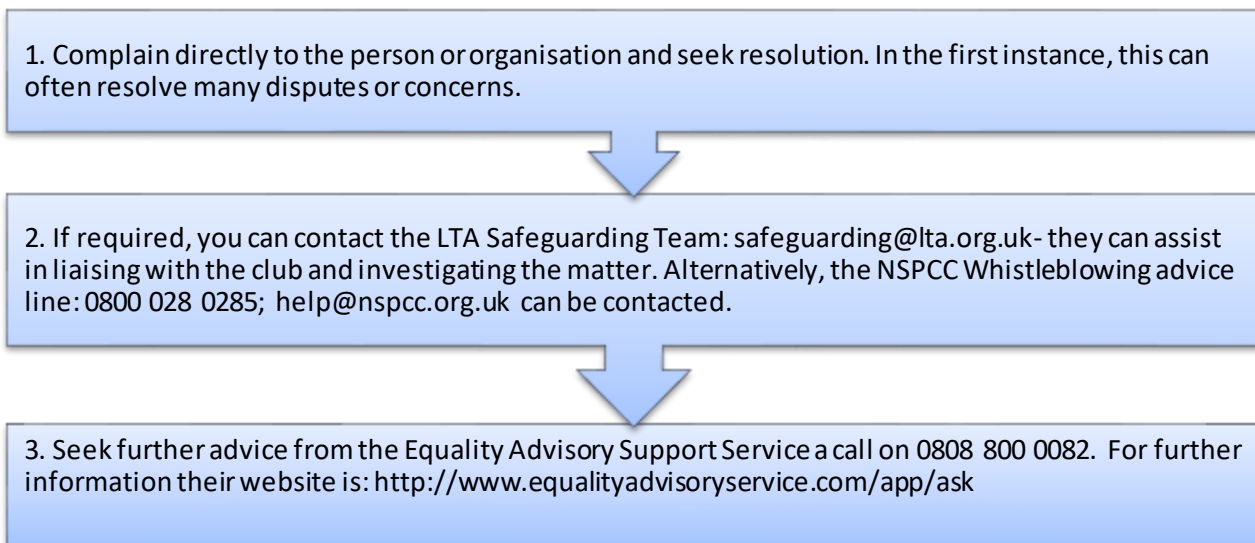 1. Complain directly to the person or organisation and seek resolution. In the first instance, this can
often resolve many disputes or concerns.
2. If required, you can contact the LTA Safeguarding Team: safeguarding@lta.org.uk- they can assist
in liaising with the club and investigating the matter. Alternatively, the NSPCC Whistleblowing advice
line: 0800 028 0285; help@nspcc.org.uk can be contacted.
3. Seek further advice from the Equality Advisory Support Service a call on 0808 800 0082. For further
information their website is: http://www.equalityadvisoryservice.com/app/ask